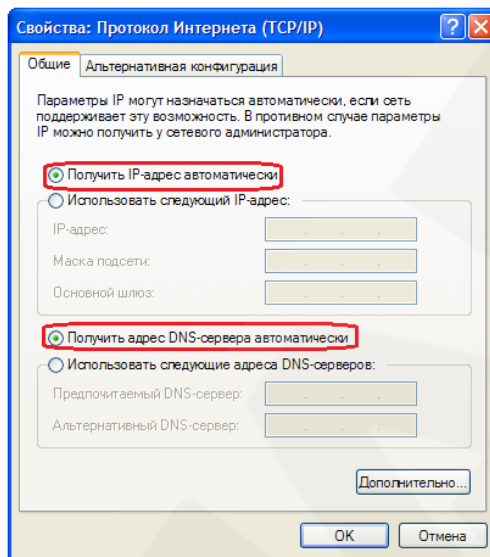 Свойства: Протокол Интернета (TCP/IP)
Общие Альтернативная конфигурация
Параметры IP могут назначаться автоматически, если сеть
поддерживает эту возможность. В противном случае параметры
IP можно получить у сетевого администратора.
Получить IP-адрес автоматически
Использовать следующий IP-адрес:
IP-адрес:
Маска подсети:
Основной шлюз:
Получить адрес DNS-сервера автоматически
Использовать следующие адреса DNS-серверов:
Предпочитаемый DNS-сервер:
Альтернативный DNS-сервер:
Дополнительно...
OK Отмена